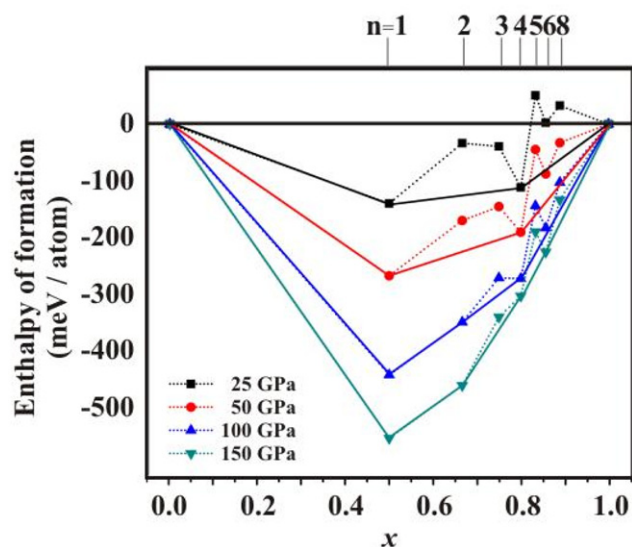 n=1 2 3 4 5 6 8
Enthalpy of formation
(meV / atom)
0
-100
-200
-300
-400
-500
25 GPa
50 GPa
100 GPa
150 GPa
0.0 0.2 0.4 0.6 0.8 1.0
x